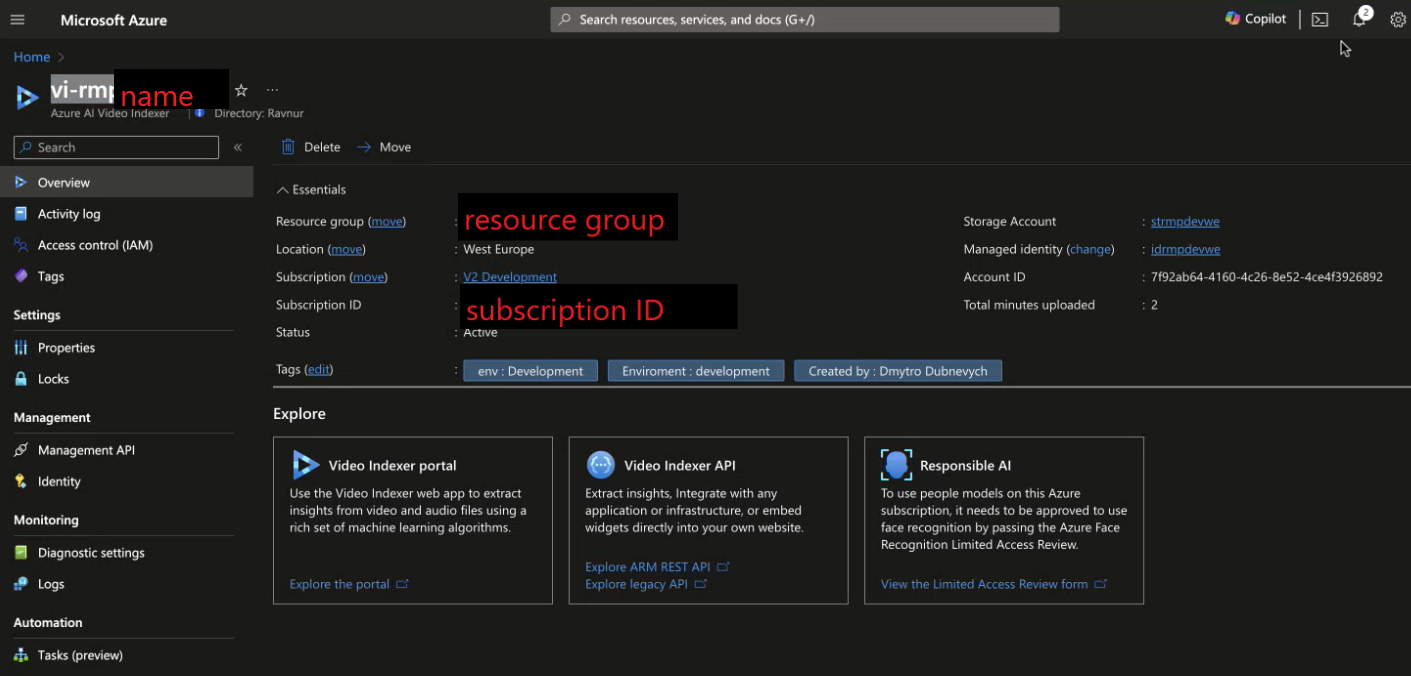 Microsoft Azure
Search resources, services, and docs (G+/)
Copilot
2
Home
vi-rmp name
Azure AI Video Indexer
Directory: Ravnur
Search
«
Delete
Move
Overview
Activity log
Access control (IAM)
Tags
Settings
Properties
Locks
Management
Management API
Identity
Monitoring
Diagnostic settings
Logs
Automation
Tasks (preview)
Essentials
Resource group (move) : resource group
Location (move) : West Europe
Subscription (move) : V2 Development
Subscription ID : subscription ID
Status : Active
Storage Account : strmpdevwe
Managed identity (change) : idrmpdevwe
Account ID : 7f92ab64-4160-4c26-8e52-4ce4f3926892
Total minutes uploaded : 2
Tags (edit) : env : Development Enviroment : development Created by : Dmytro Dubnevych
Explore
Video Indexer portal
Use the Video Indexer web app to extract
insights from video and audio files using a
rich set of machine learning algorithms.
Explore the portal
Video Indexer API
Extract insights, Integrate with any
application or infrastructure, or embed
widgets directly into your own website.
Explore ARM REST API
Explore legacy API
Responsible AI
To use people models on this Azure
subscription, it needs to be approved to use
face recognition by passing the Azure Face
Recognition Limited Access Review.
View the Limited Access Review form